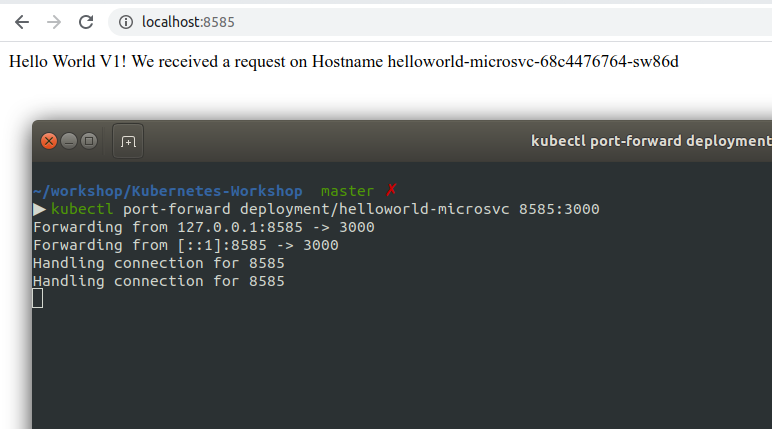 localhost:8585
Hello World V1! We received a request on Hostname helloworld-microsvc-68c4476764-sw86d
kubectl port-forward deployment
~/workshop/Kubernetes-Workshop master ✗
▶ kubectl port-forward deployment/helloworld-microsvc 8585:3000
Forwarding from 127.0.0.1:8585 -> 3000
Forwarding from [::1]:8585 -> 3000
Handling connection for 8585
Handling connection for 8585